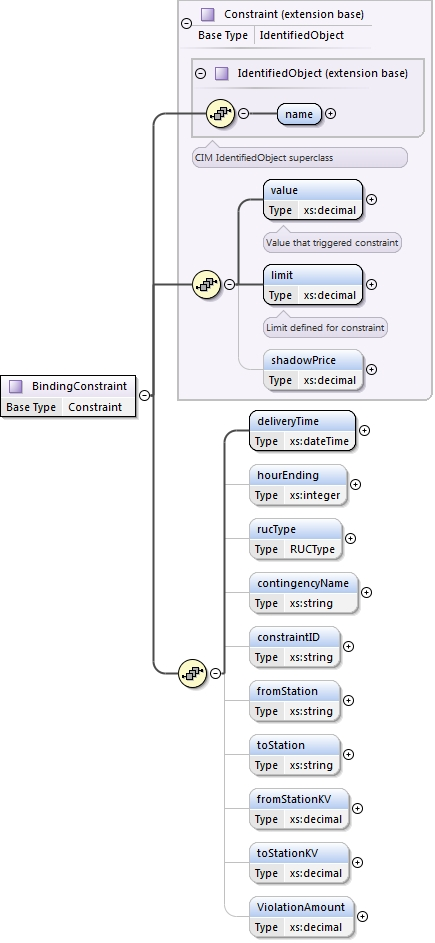 Constraint (extension base)
Base Type IdentifiedObject
IdentifiedObject (extension base)
name
CIM IdentifiedObject superclass
value
Type xs:decimal
Value that triggered constraint
limit
Type xs:decimal
Limit defined for constraint
shadowPrice
Type xs:decimal
BindingConstraint
Base Type Constraint
deliveryTime
Type xs:dateTime
hourEnding
Type xs:integer
rucType
Type RUCType
contingencyName
Type xs:string
constraintID
Type xs:string
fromStation
Type xs:string
toStation
Type xs:string
fromStationKV
Type xs:decimal
toStationKV
Type xs:decimal
ViolationAmount
Type xs:decimal